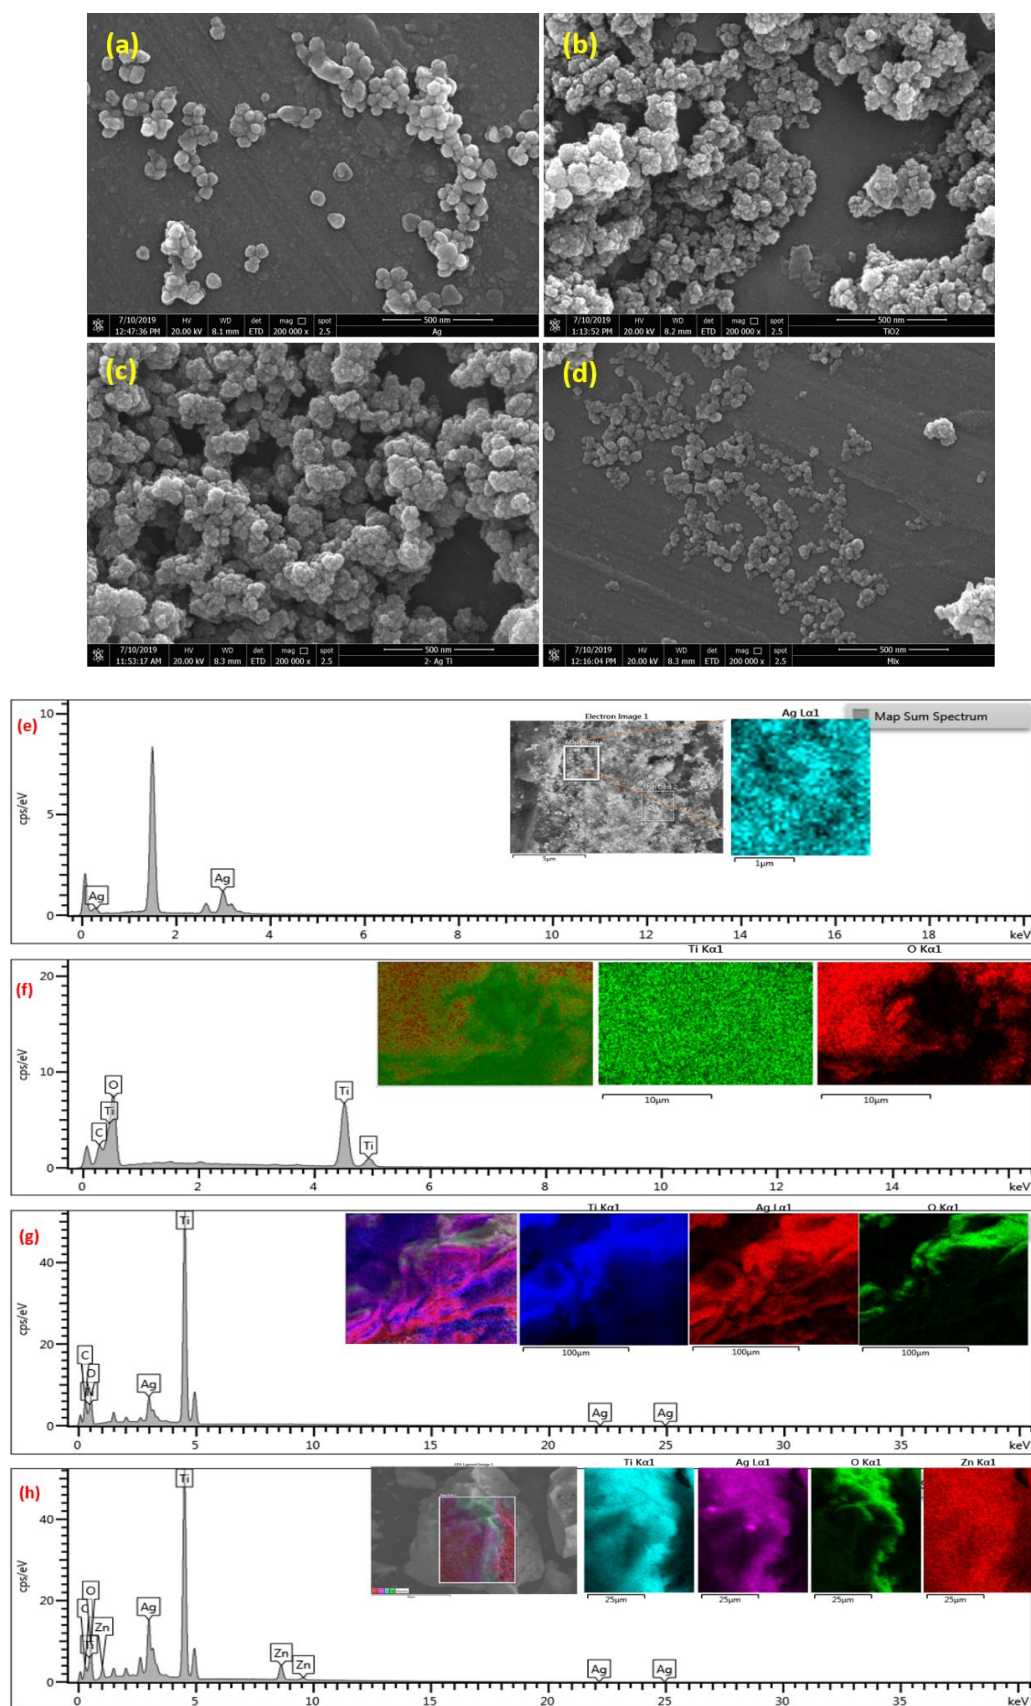 (a)
7/10/2019 HV WD det mag spot 500 nm
12:47:36 PM 20.00 kV 8.1 mm ETD 200 000 x 2.5 Ag
(b)
7/10/2019 HV WD det mag spot 500 nm
1:13:52 PM 20.00 kV 8.2 mm ETD 200 000 x 2.5 TiO2
(c)
7/10/2019 HV WD det mag spot 500 nm
11:53:17 AM 20.00 kV 8.3 mm ETD 200 000 x 2.5 2- Ag Ti
(d)
7/10/2019 HV WD det mag spot 500 nm
12:16:04 PM 20.00 kV 8.3 mm ETD 200 000 x 2.5 Mix
(e)
10
5
0
cps/eV
Electron Image 1
5µm
Ag Lα1
1µm
Map Sum Spectrum
Ag
Ag
0 2 4 6 8 10 12 14 16 18 keV
(f)
20
10
0
cps/eV
Ti Kα1
O Kα1
10µm
10µm
C
Ti
O
Ti
Ti
0 2 4 6 8 10 12 14 keV
(g)
40
20
0
cps/eV
Ti Kα1
Ag Lα1
O Kα1
100µm
100µm
100µm
C
O
Ti
Ag
Ti
Ag
Ag
0 5 10 15 20 25 30 35 keV
(h)
40
20
0
cps/eV
EDS Layered Image 1
Ti Kα1
Ag Lα1
O Kα1
Zn Kα1
25µm
25µm
25µm
25µm
C
O
Ti
Zn
Ag
Ti
Zn
Zn
Ag
Ag
0 5 10 15 20 25 30 35 keV